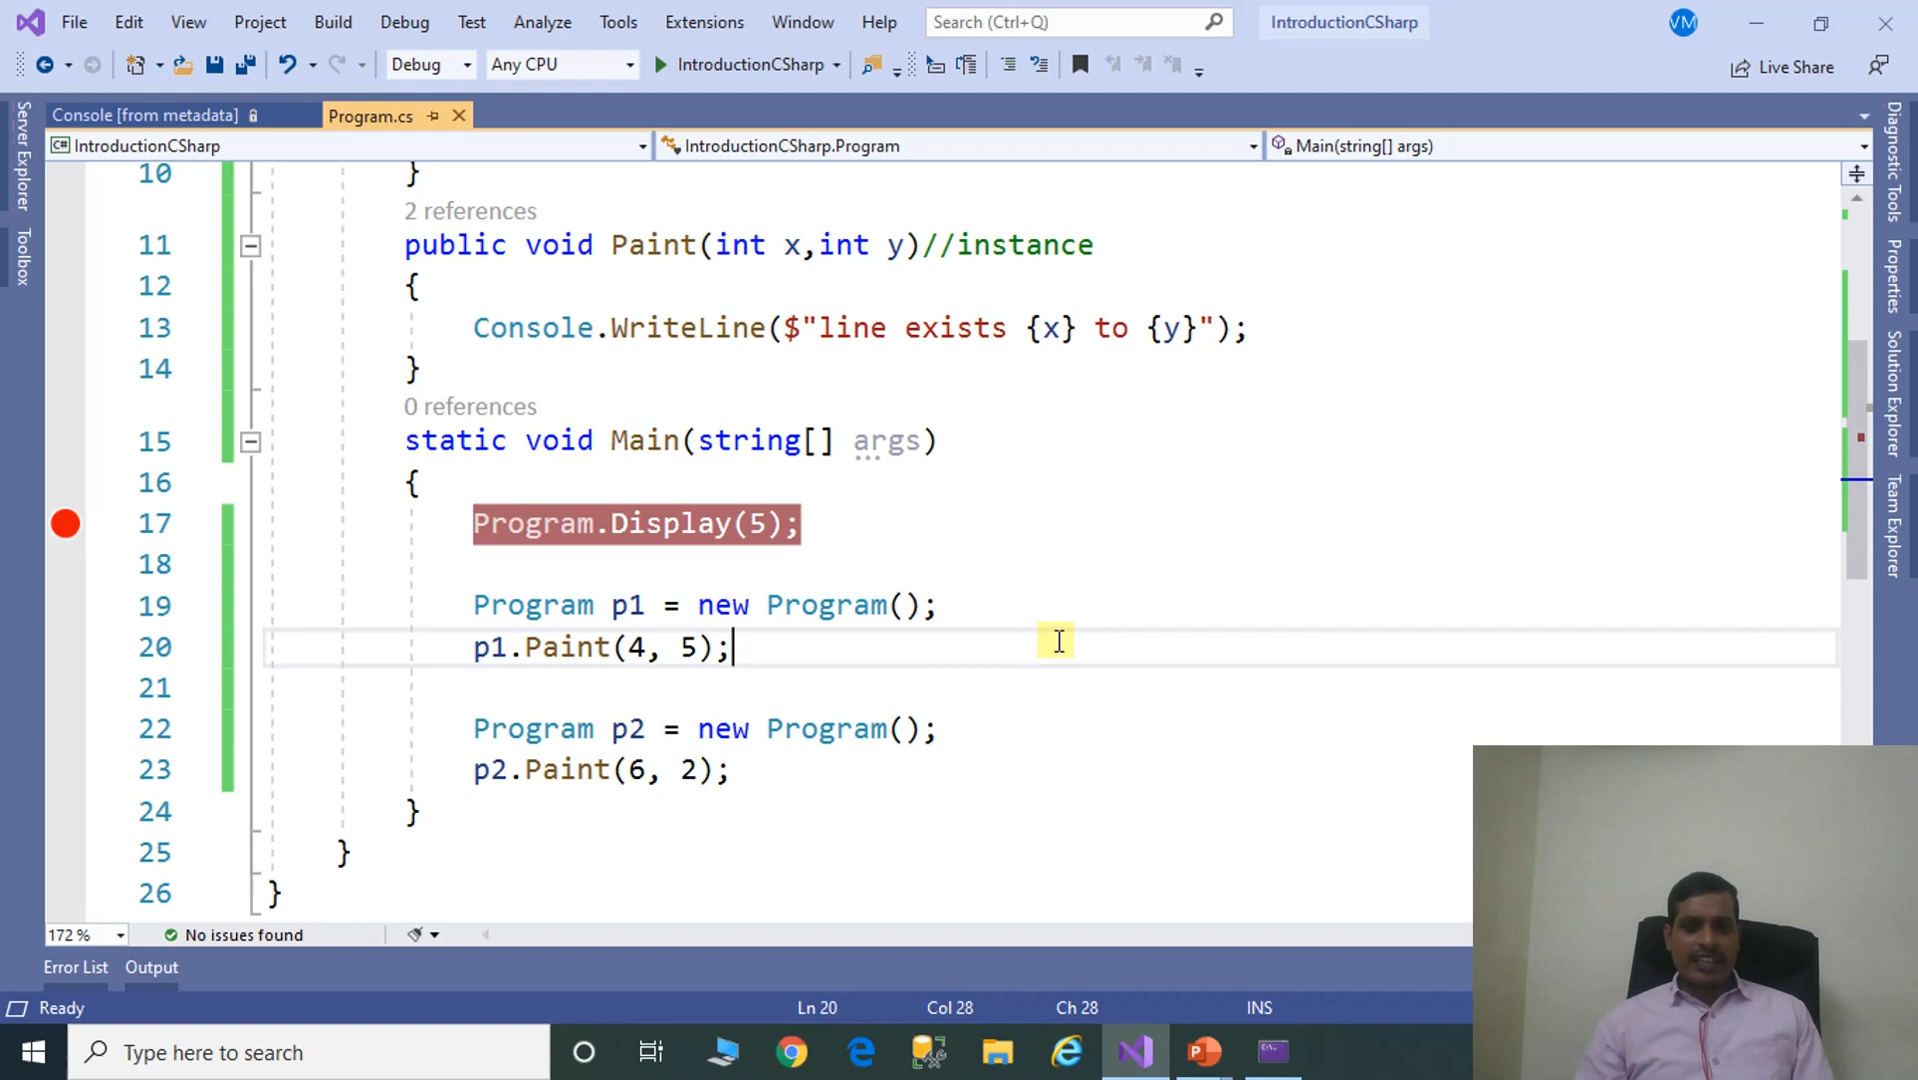 File Edit View Project Build Debug Test Analyze Tools Extensions Window Help Search (Ctrl+Q) IntroductionCSharp VM
Debug Any CPU IntroductionCSharp Live Share
Console [from metadata] Program.cs
IntroductionCSharp IntroductionCSharp.Program Main(string[] args)
Server Explorer
Toolbox
Diagnostic Tools
Properties
Solution Explorer
Team Explorer
10 }
2 references
11 public void Paint(int x,int y)//instance
12 {
13 Console.WriteLine($"line exists {x} to {y}");
14 }
0 references
15 static void Main(string[] args)
16 {
17 Program.Display(5);
18
19 Program p1 = new Program();
20 p1.Paint(4, 5);
21
22 Program p2 = new Program();
23 p2.Paint(6, 2);
24 }
25 }
26 }
172 % No issues found
Error List Output
Ready Ln 20 Col 28 Ch 28 INS
Type here to search